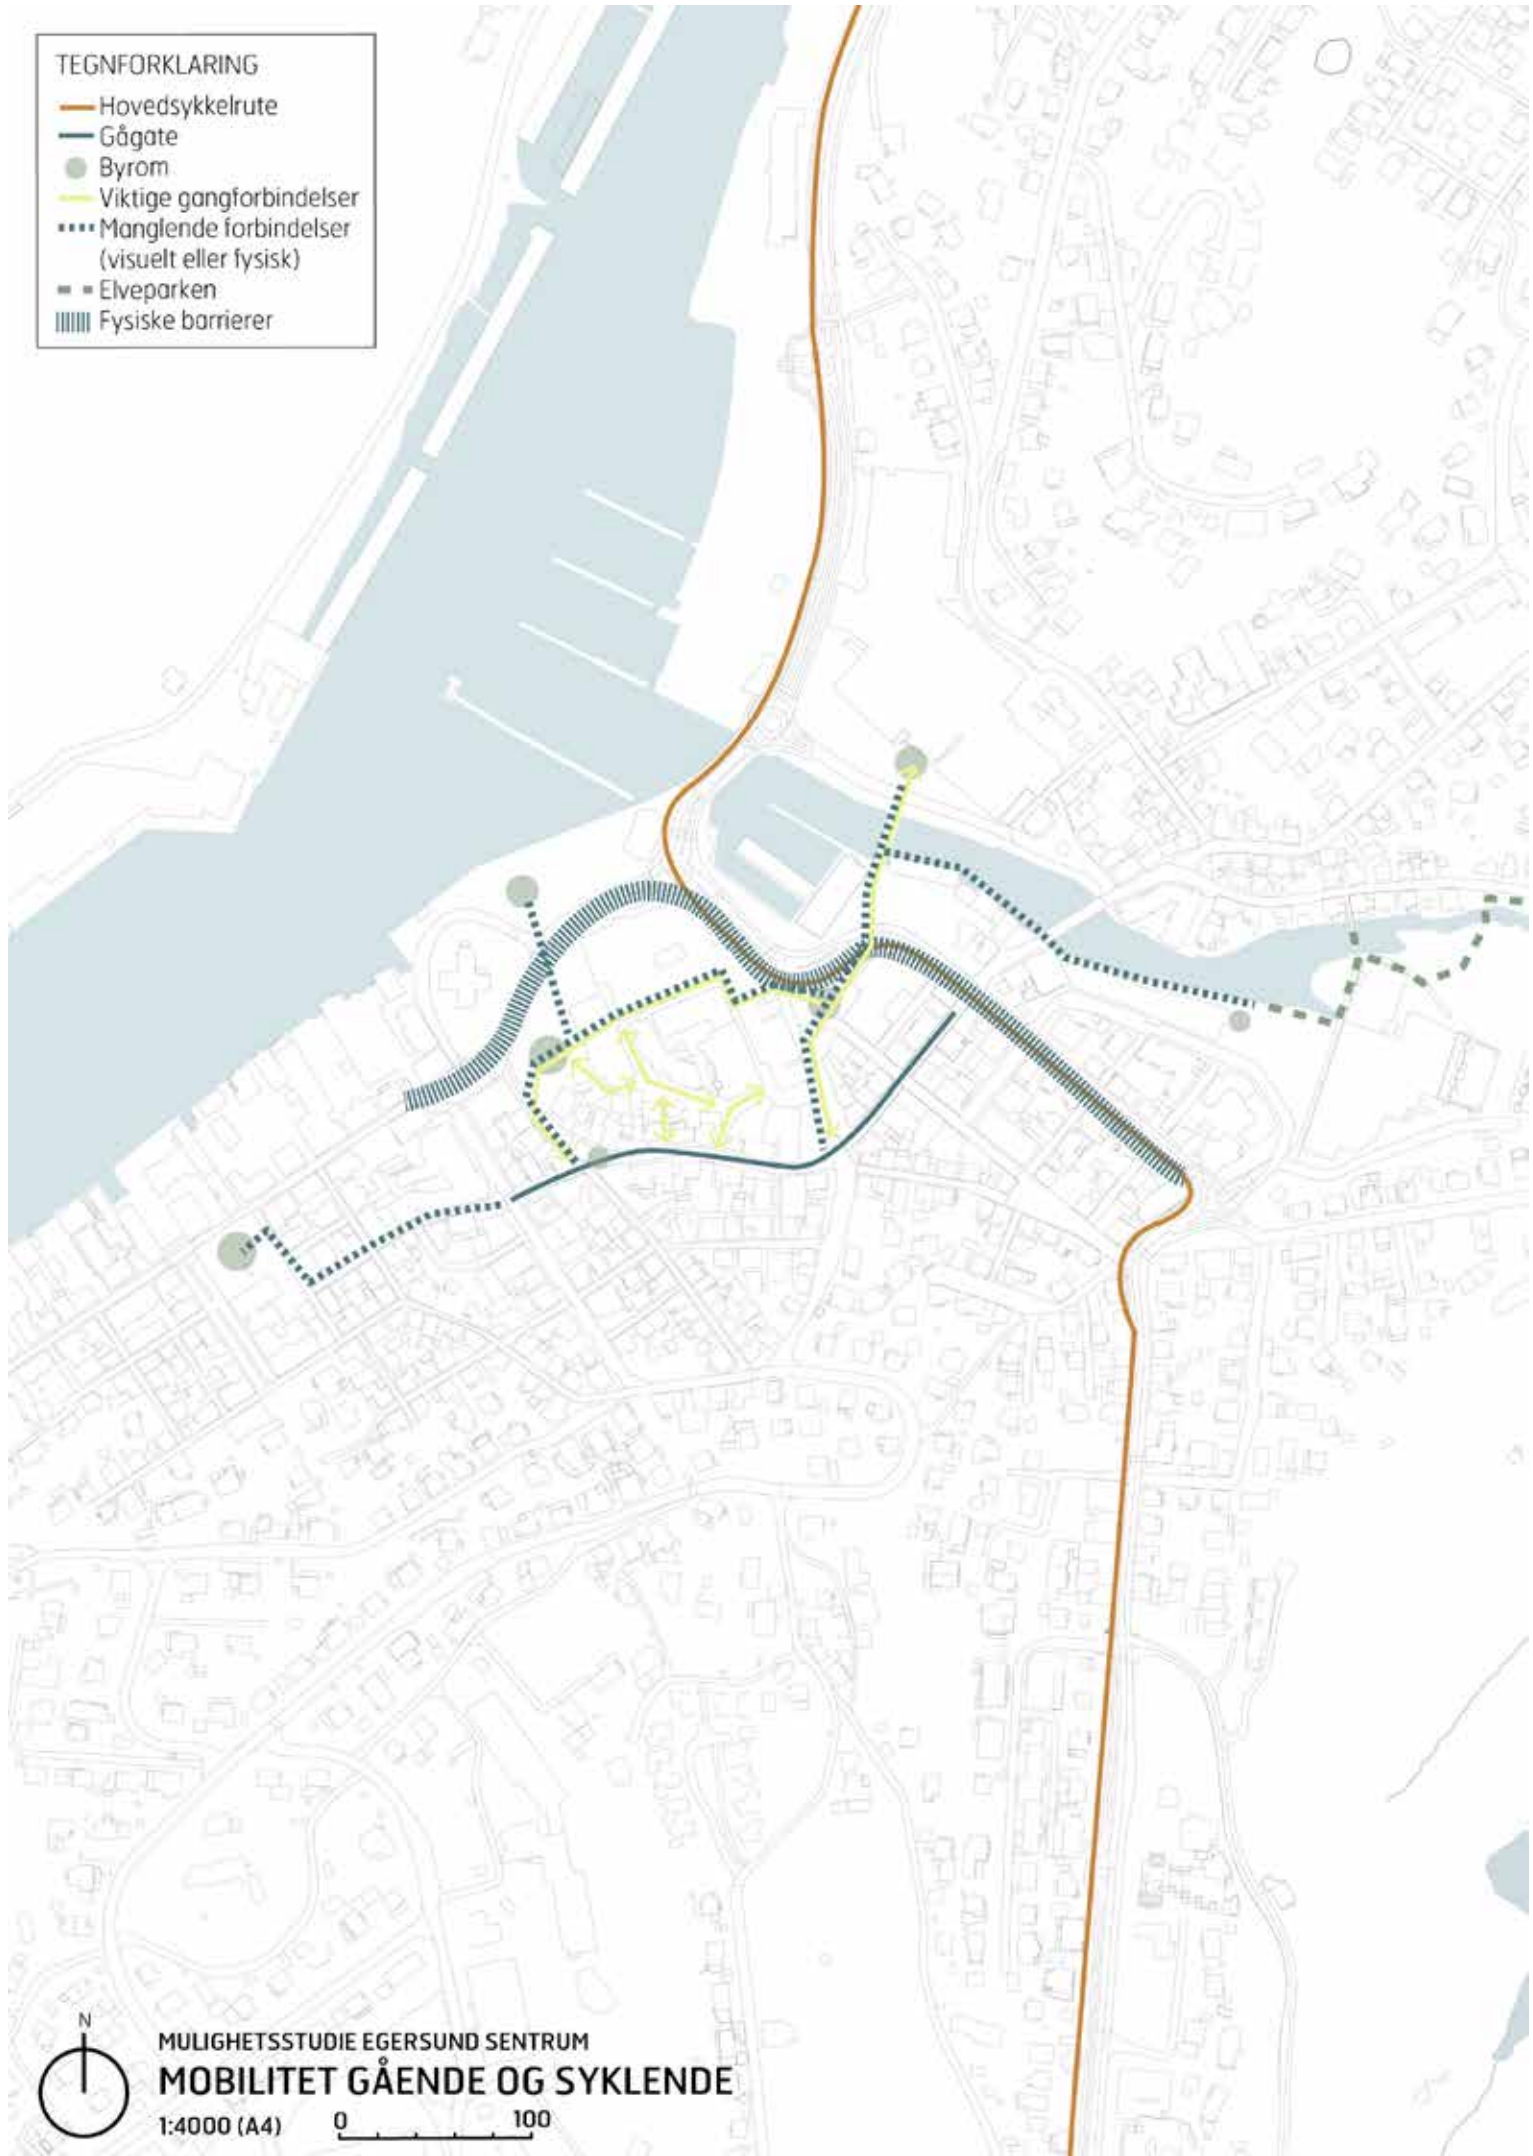 TEGNFORKLARING
Hovedsykkelrute
Gågate
Byrom
Viktige gangforbindelser
Manglende forbindelser
(visuelt eller fysisk)
Elveparken
Fysiske barrierer
N
MULIGHETSSTUDIE EGERSUND SENTRUM
MOBILITET GÅENDE OG SYKLENDE
1:4000 (A4) 0 100